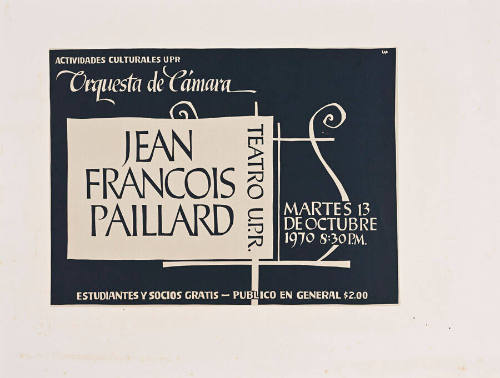 ACTIVIDADES CULTURALES UPR
Orquesta de Cámara
JEAN
FRANCOIS
PAILLARD
TEATRO U.P.R.
MARTES 13
DE OCTUBRE
1970 8:30 P.M.
ESTUDIANTES Y SOCIOS GRATIS — PUBLICO EN GENERAL $2.00